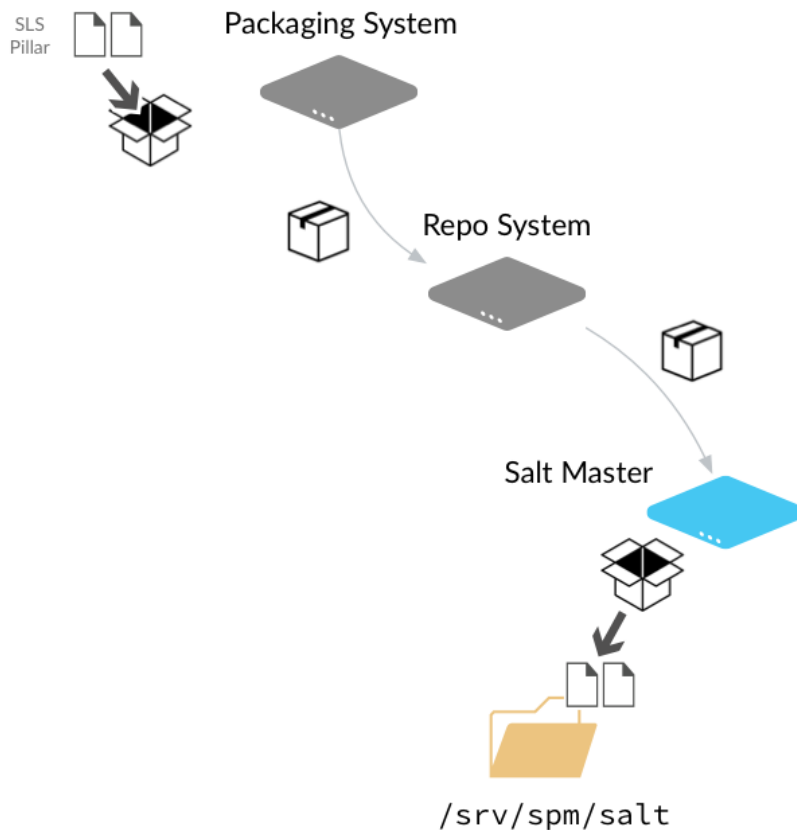 SLS
Pillar
Packaging System
Repo System
Salt Master
/srv/spm/salt